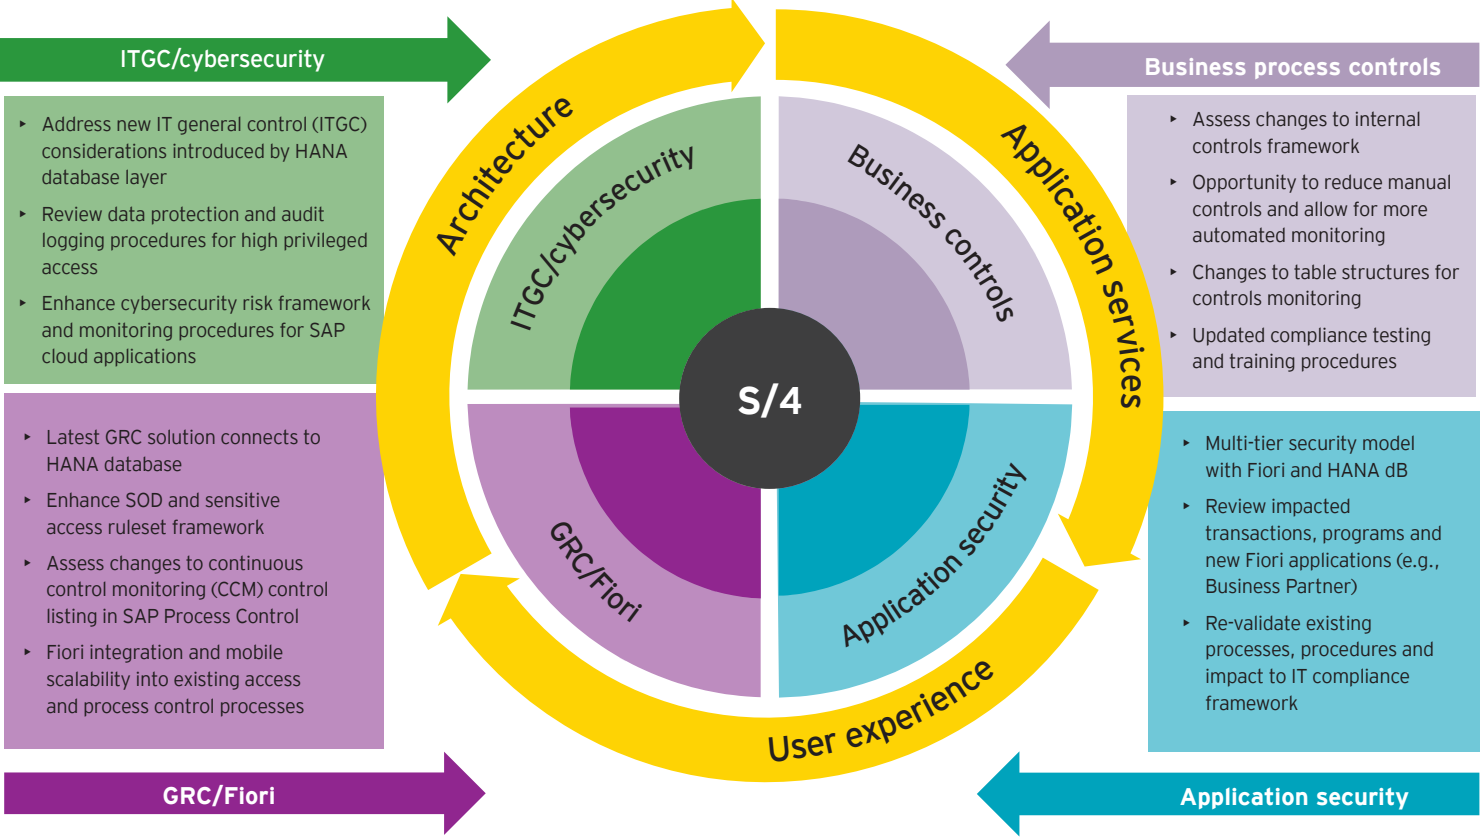 ITGC/cybersecurity
▸ Address new IT general control (ITGC)
considerations introduced by HANA
database layer
▸ Review data protection and audit
logging procedures for high privileged
access
▸ Enhance cybersecurity risk framework
and monitoring procedures for SAP
cloud applications
▸ Latest GRC solution connects to
HANA database
▸ Enhance SOD and sensitive
access ruleset framework
▸ Assess changes to continuous
control monitoring (CCM) control
listing in SAP Process Control
▸ Fiori integration and mobile
scalability into existing access
and process control processes
GRC/Fiori
Architecture
Application services
User experience
ITGC/cybersecurity
Business controls
S/4
GRC/Fiori
Application security
Business process controls
▸ Assess changes to internal
controls framework
▸ Opportunity to reduce manual
controls and allow for more
automated monitoring
▸ Changes to table structures for
controls monitoring
▸ Updated compliance testing
and training procedures
▸ Multi-tier security model
with Fiori and HANA dB
▸ Review impacted
transactions, programs and
new Fiori applications (e.g.,
Business Partner)
▸ Re-validate existing
processes, procedures and
impact to IT compliance
framework
Application security